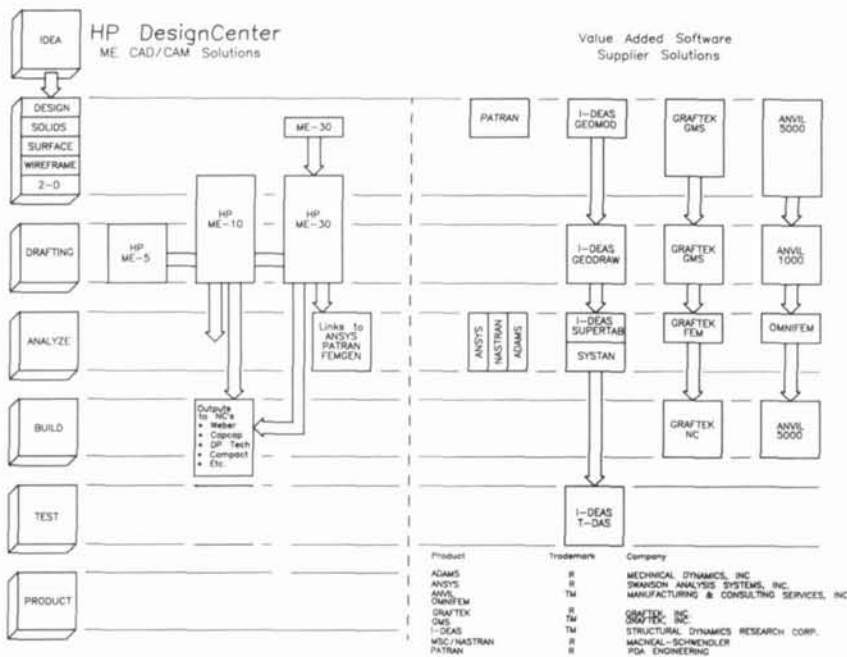 IDEA
HP DesignCenter
ME CAD/CAM Solutions
Value Added Software
Supplier Solutions
DESIGN
SOLIDS
SURFACE
WIREFRAME
2-D
ME-30
PATRAN
I-DEAS
GEOMOD
GRAFTEK
GMS
ANVIL
5000
HP
ME-10
HP
ME-30
DRAFTING
HP
ME-5
I-DEAS
GEODRAW
GRAFTEK
GMS
ANVIL
1000
ANALYZE
Links to
ANSYS
PATRAN
FEMGEN
ANSYS
NASTRAN
ADAMS
I-DEAS
SUPERTAB
SYSTAN
GRAFTEK
FEM
OMNIFEM
BUILD
Outputs
to NC's
• Weber
• Capcap
• DP Tech
• Compact
• Etc.
GRAFTEK
NC
ANVIL
5000
TEST
I-DEAS
T-DAS
PRODUCT
Product Trademark Company
ADAMS R MECHNICAL DYNAMICS, INC
ANSYS R SWANSON ANALYSIS SYSTEMS, INC.
ANVIL TM MANUFACTURING & CONSULTING SERVICES, INC
OMNIFEM
GRAFTEK R GRAFTEK, INC.
GMS TM GRAFTEK, INC.
I-DEAS TM STRUCTURAL DYNAMICS RESEARCH CORP.
MSC/NASTRAN R MACNEAL-SCHWENDLER
PATRAN R PDA ENGINEERING